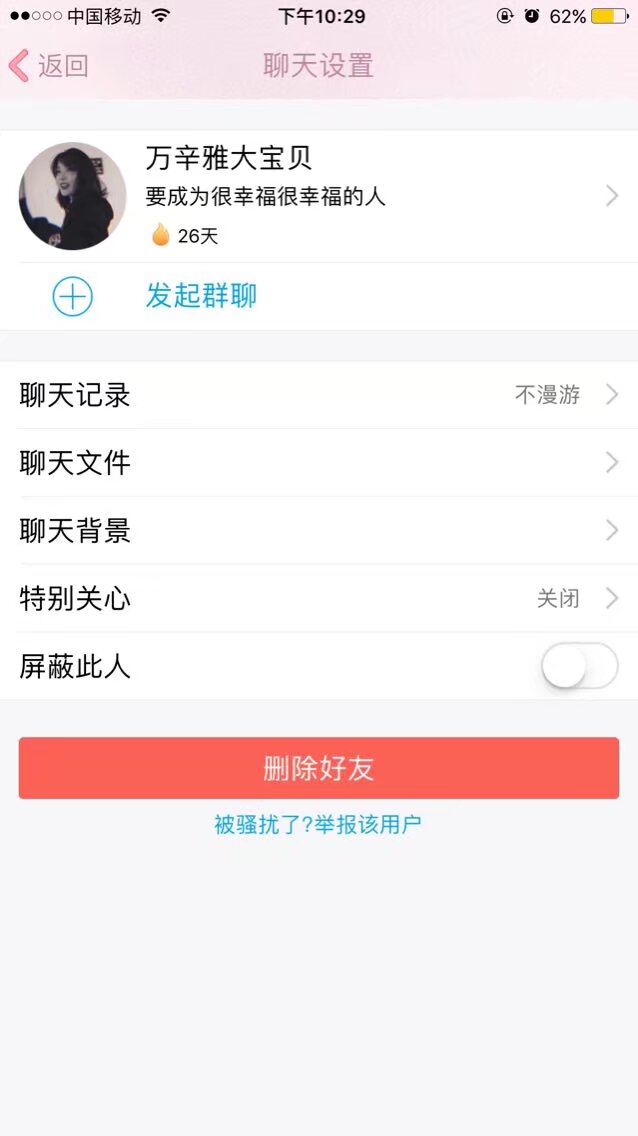 中国移动 下午10:29 62%
返回 聊天设置
万辛雅大宝贝
要成为很幸福很幸福的人
26天
发起群聊
聊天记录 不漫游
聊天文件
聊天背景
特别关心 关闭
屏蔽此人
删除好友
被骚扰了?举报该用户